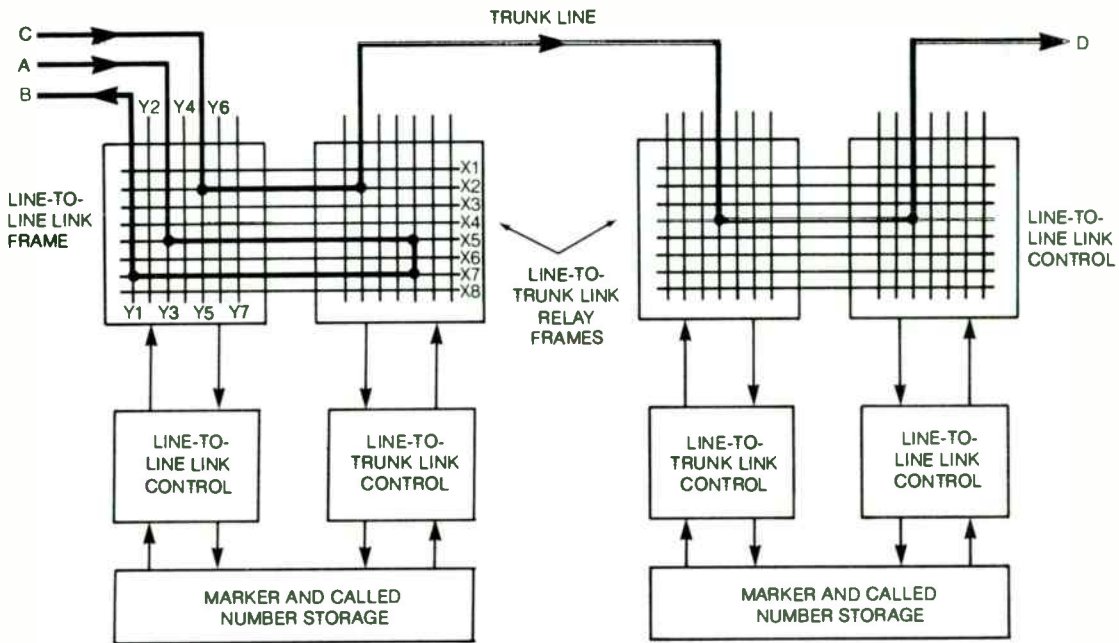 TRUNK LINE
C
A
B
D
Y2 Y4 Y6
X1
X2
X3
X4
X5
X6
X7
X8
Y1 Y3 Y5 Y7
LINE-TO-
LINE LINK
FRAME
LINE-TO-
TRUNK LINK
RELAY
FRAMES
LINE-TO-
LINE LINK
CONTROL
LINE-TO-
LINE LINK
CONTROL
LINE-TO-
TRUNK LINK
CONTROL
LINE-TO-
TRUNK LINK
CONTROL
LINE-TO-
LINE LINK
CONTROL
MARKER AND CALLED
NUMBER STORAGE
MARKER AND CALLED
NUMBER STORAGE